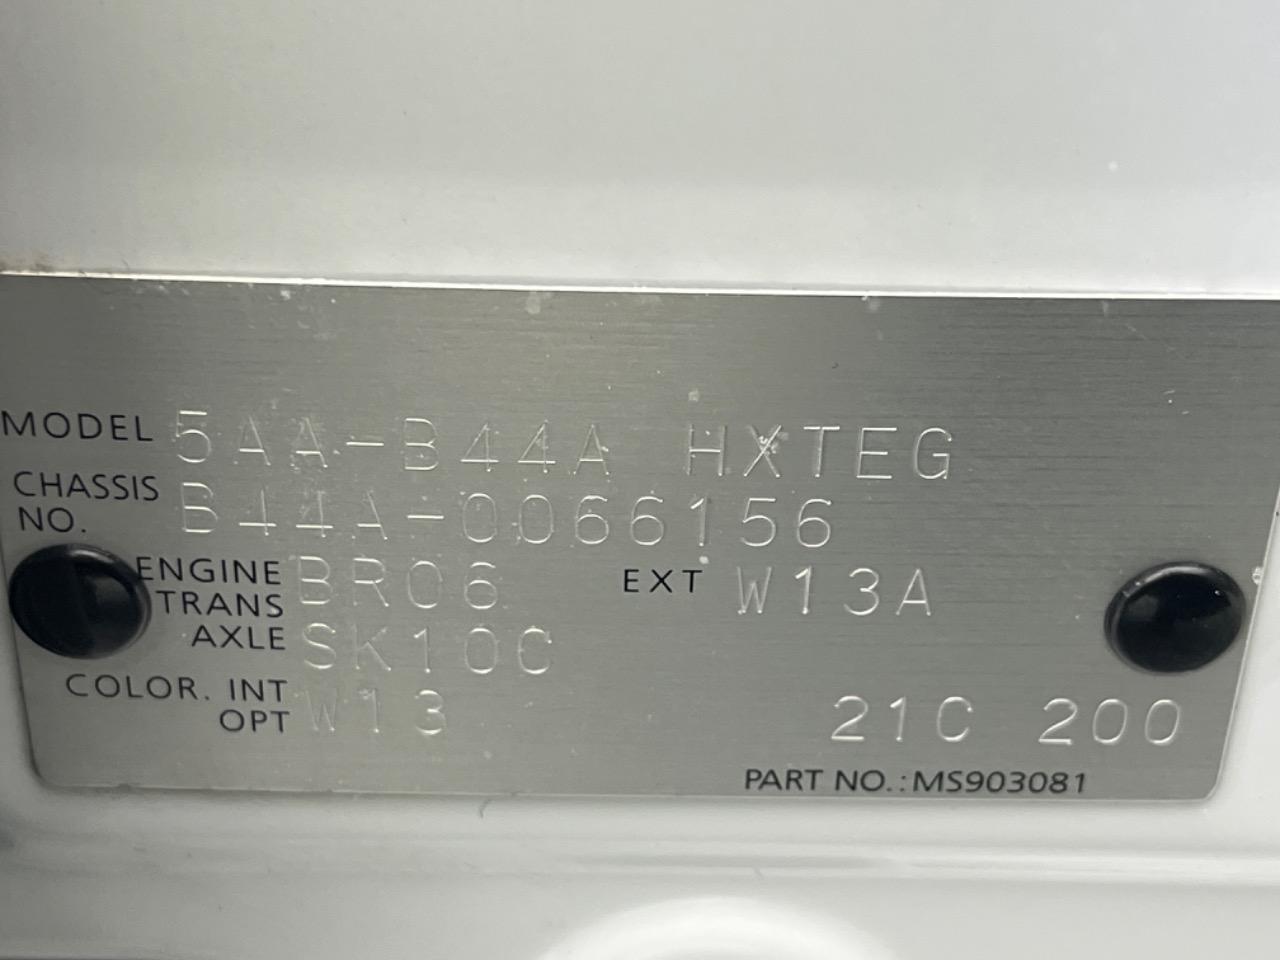 MODEL 5AA-B44A HXTEG
CHASSIS NO. B44A-0066156
ENGINE BR06 EXT W13A
TRANS AXLE SK10C
COLOR. INT OPT W13 21C 200
PART NO.:MS903081